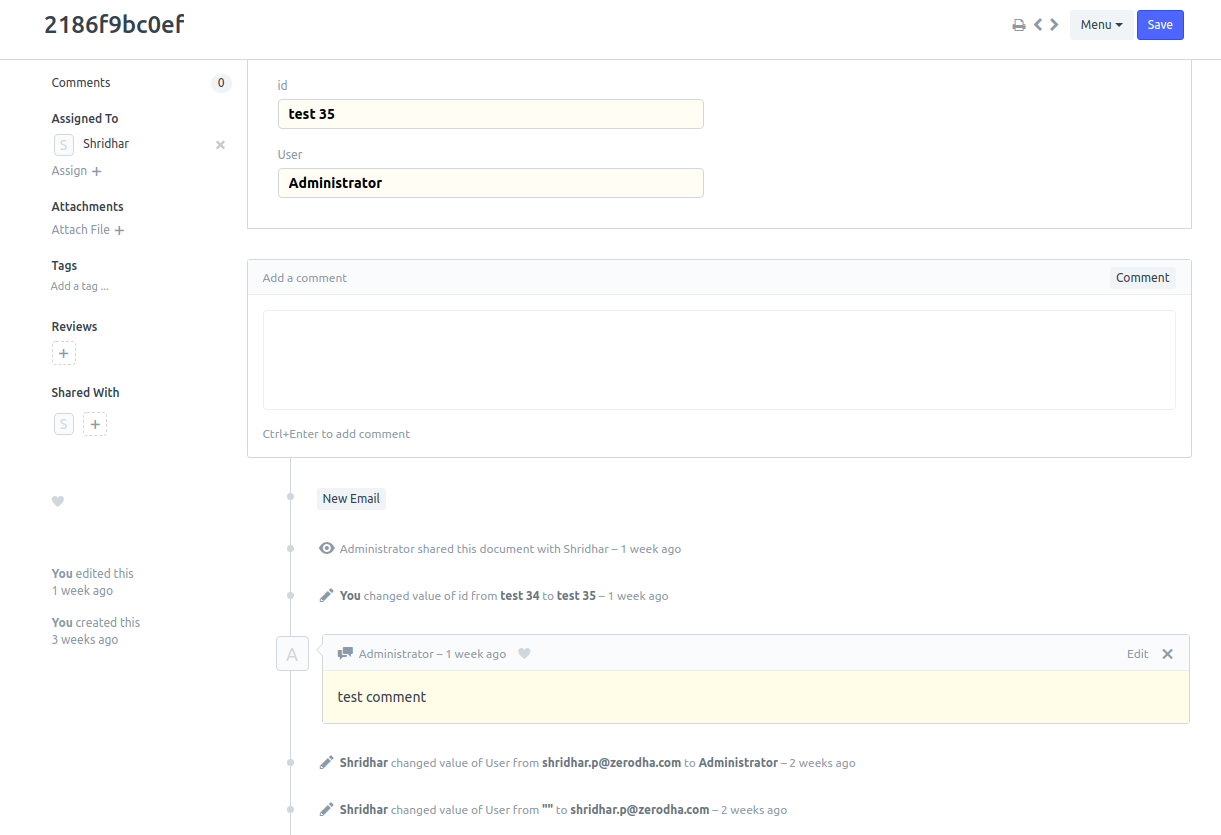 2186f9bc0ef
Menu
Save
Comments
0
Assigned To
S
Shridhar
Assign +
Attachments
Attach File +
Tags
Add a tag ...
Reviews
+
Shared With
S
+
You edited this
1 week ago
You created this
3 weeks ago
id
test 35
User
Administrator
Add a comment
Comment
Ctrl+Enter to add comment
New Email
Administrator shared this document with Shridhar – 1 week ago
You changed value of id from test 34 to test 35 – 1 week ago
A
Administrator – 1 week ago
Edit
test comment
Shridhar changed value of User from shridhar.p@zerodha.com to Administrator – 2 weeks ago
Shridhar changed value of User from "" to shridhar.p@zerodha.com – 2 weeks ago